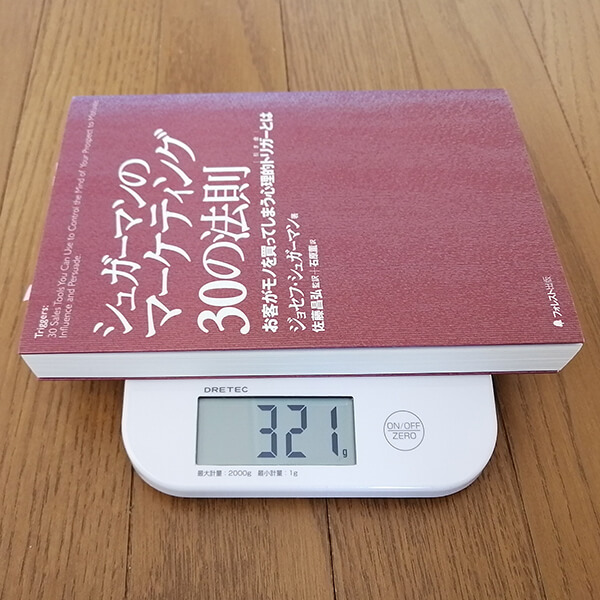 Triggers:
30 Sales Tools You Can Use to Control the Mind of Your Prospect to Motivate,
Influence and Persuade.
シュガーマンの
マーケティング
30の法則
お客がモノを買ってしまう心理的トリガーとは
ジョセフ・シュガーマン 著
佐藤昌弘 監訳 石原薫 訳
フォレスト出版
DRETEC
321g
ON/OFF
ZERO
最大計量:2000g 最小計量:1g